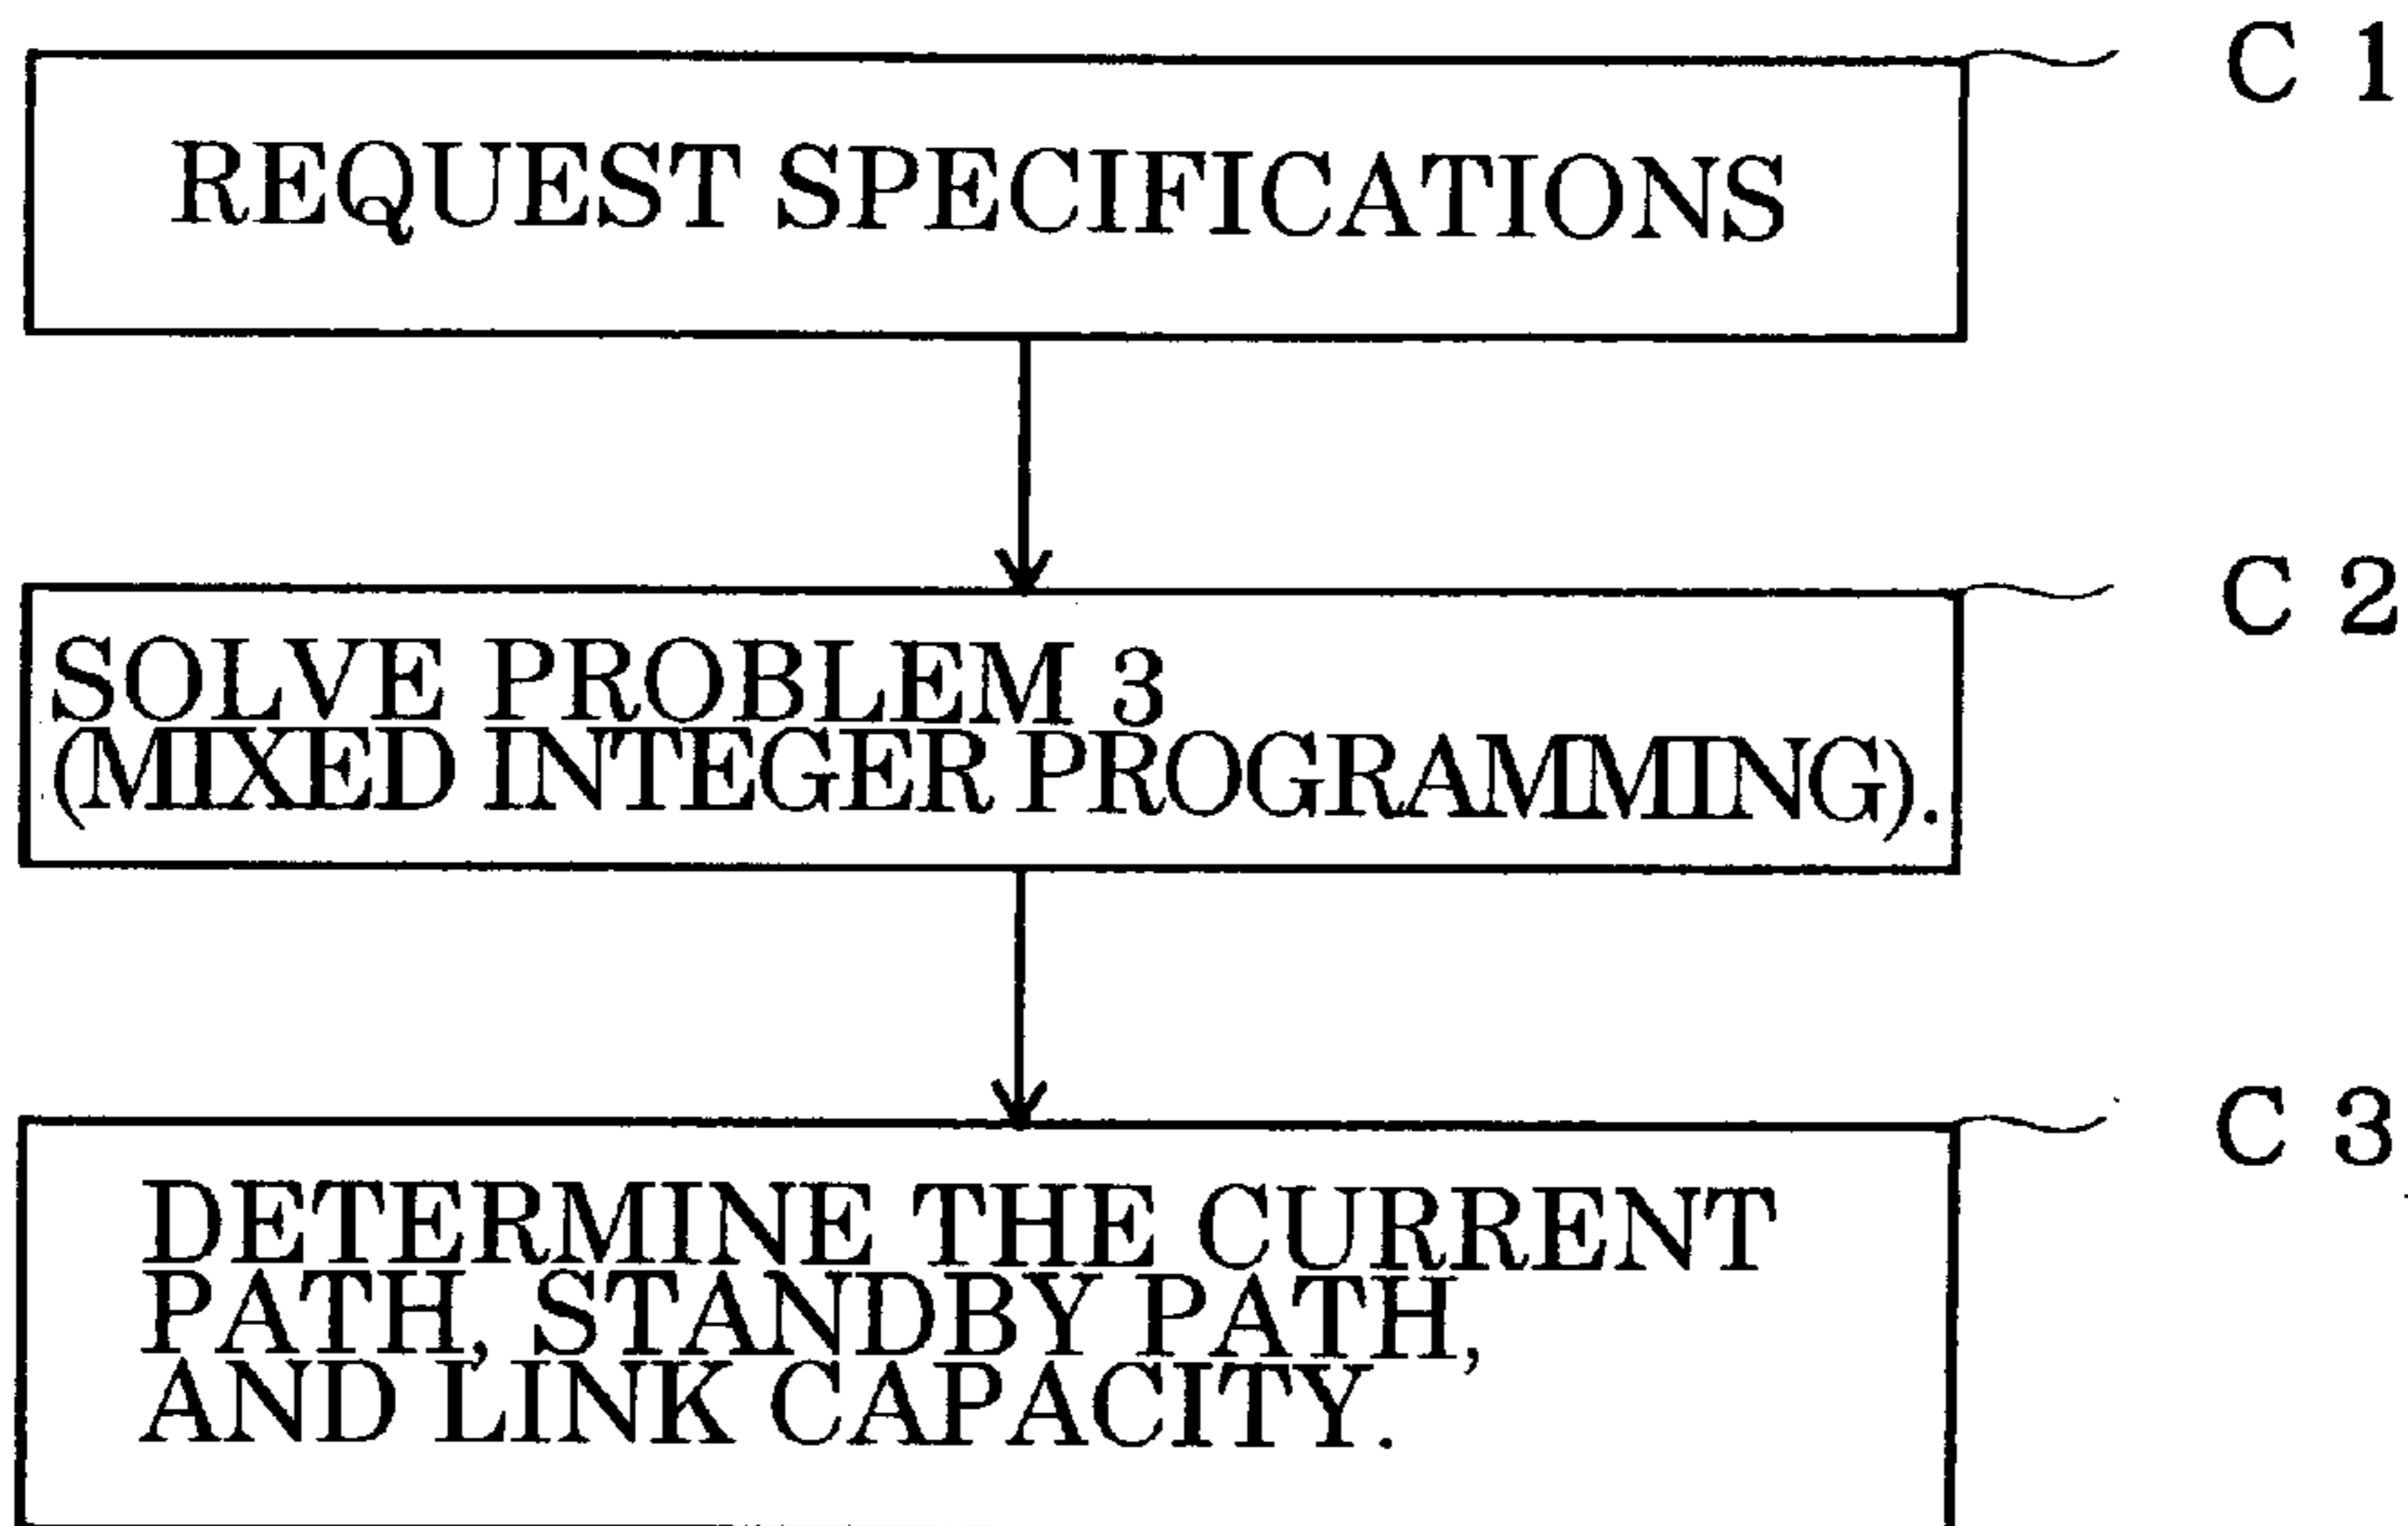 C 1
REQUEST SPECIFICATIONS
C 2
SOLVE PROBLEM 3
(MIXED INTEGER PROGRAMMING).
C 3
DETERMINE THE CURRENT
PATH, STANDBY PATH,
AND LINK CAPACITY.